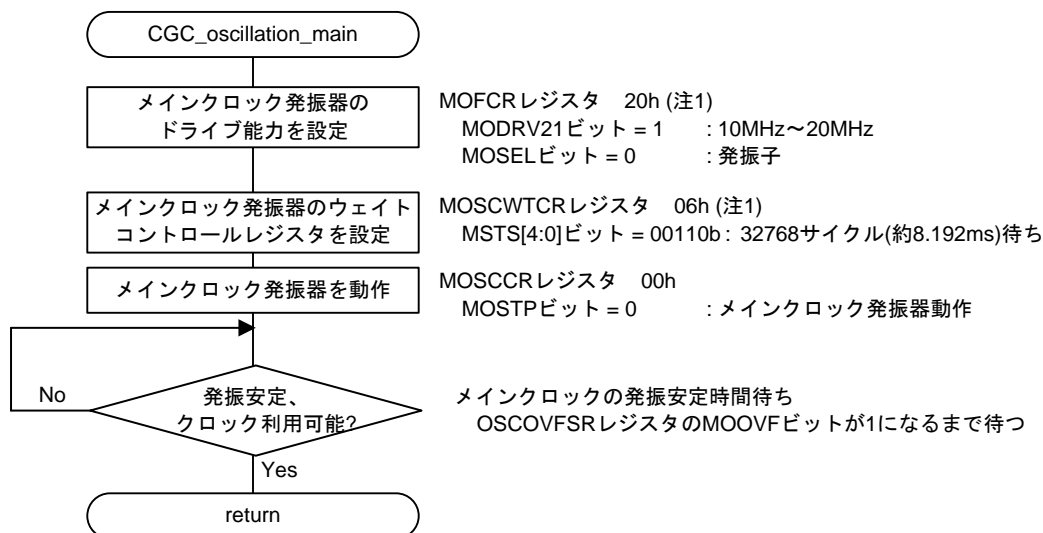 CGC_oscillation_main
メインクロック発振器の
ドライブ能力を設定
MOFCRレジスタ 20h (注1)
MODRV21ビット = 1 : 10MHz～20MHz
MOSELビット = 0 : 発振子
メインクロック発振器のウェイト
コントロールレジスタを設定
MOSCWTCRレジスタ 06h (注1)
MSTS[4:0]ビット = 00110b : 32768サイクル(約8.192ms)待ち
メインクロック発振器を動作
MOSCCRレジスタ 00h
MOSTPビット = 0 : メインクロック発振器動作
No
発振安定、
クロック利用可能?
メインクロックの発振安定時間待ち
OSCOVFSRレジスタのMOOVFビットが1になるまで待つ
Yes
return